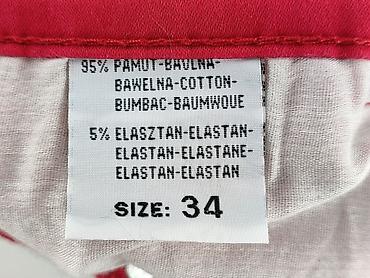 95% PAMUT-BAVLNA-
BAWELNA-COTTON-
BUMBAC-BAUMWOUE
5% ELASZTAN-ELASTAN-
ELASTAN-ELASTANE-
ELASTAN-ELASTAN
SIZE: 34